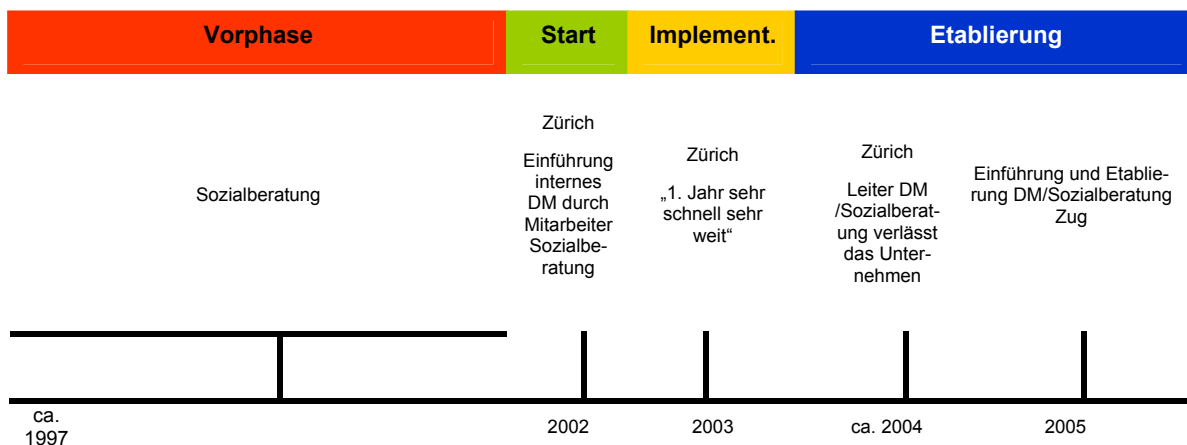 Vorphase
Start
Implement.
Etablierung
Sozialberatung
Zürich
Einführung
internes
DM durch
Mitarbeiter
Sozialbe-
ratung
Zürich
„1. Jahr sehr
schnell sehr
weit“
Zürich
Leiter DM
/Sozialberat-
ung verlässt
das Unter-
nehmen
Einführung und Etablie-
rung DM/Sozialberatung
Zug
ca.
1997
2002
2003
ca. 2004
2005